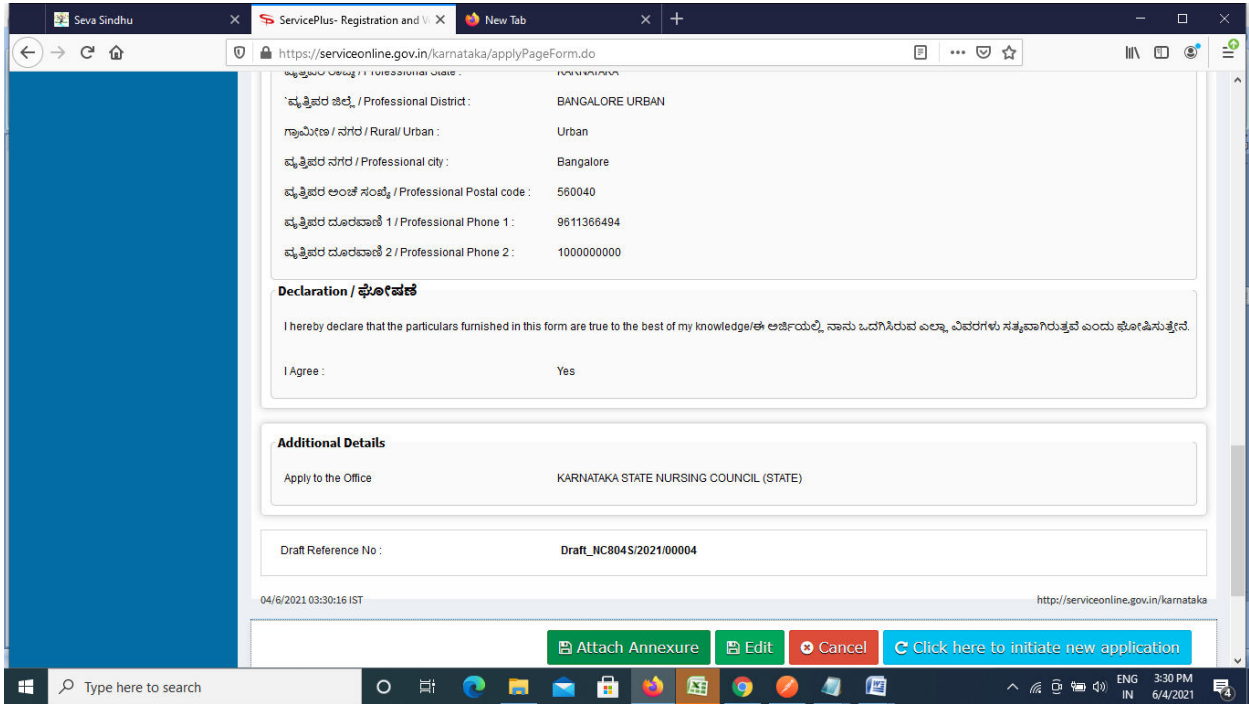 Seva Sindhu
ServicePlus- Registration and V
New Tab
https://serviceonline.gov.in/karnataka/applyPageForm.do
ವೃತ್ತಿಪರ ರಾಜ್ಯ / Professional State : KARNATAKA
`ವೃತ್ತಿಪರ ಜಿಲ್ಲೆ / Professional District : BANGALORE URBAN
ಗ್ರಾಮೀಣ / ನಗರ / Rural/ Urban : Urban
ವೃತ್ತಿಪರ ನಗರ / Professional city : Bangalore
ವೃತ್ತಿಪರ ಅಂಚೆ ಸಂಖ್ಯೆ / Professional Postal code : 560040
ವೃತ್ತಿಪರ ದೂರವಾಣಿ 1 / Professional Phone 1 : 9611366494
ವೃತ್ತಿಪರ ದೂರವಾಣಿ 2 / Professional Phone 2 : 1000000000
Declaration / ಘೋಷಣೆ
I hereby declare that the particulars furnished in this form are true to the best of my knowledge/ಈ ಅರ್ಜಿಯಲ್ಲಿ ನಾನು ಒದಗಿಸಿರುವ ಎಲ್ಲಾ ವಿವರಗಳು ಸತ್ಯವಾಗಿರುತ್ತವೆ ಎಂದು ಘೋಷಿಸುತ್ತೇನೆ.
I Agree : Yes
Additional Details
Apply to the Office KARNATAKA STATE NURSING COUNCIL (STATE)
Draft Reference No : Draft_NC804S/2021/00004
04/6/2021 03:30:16 IST http://serviceonline.gov.in/karnataka
Attach Annexure Edit Cancel Click here to initiate new application
Type here to search
ENG 3:30 PM
IN 6/4/2021
4